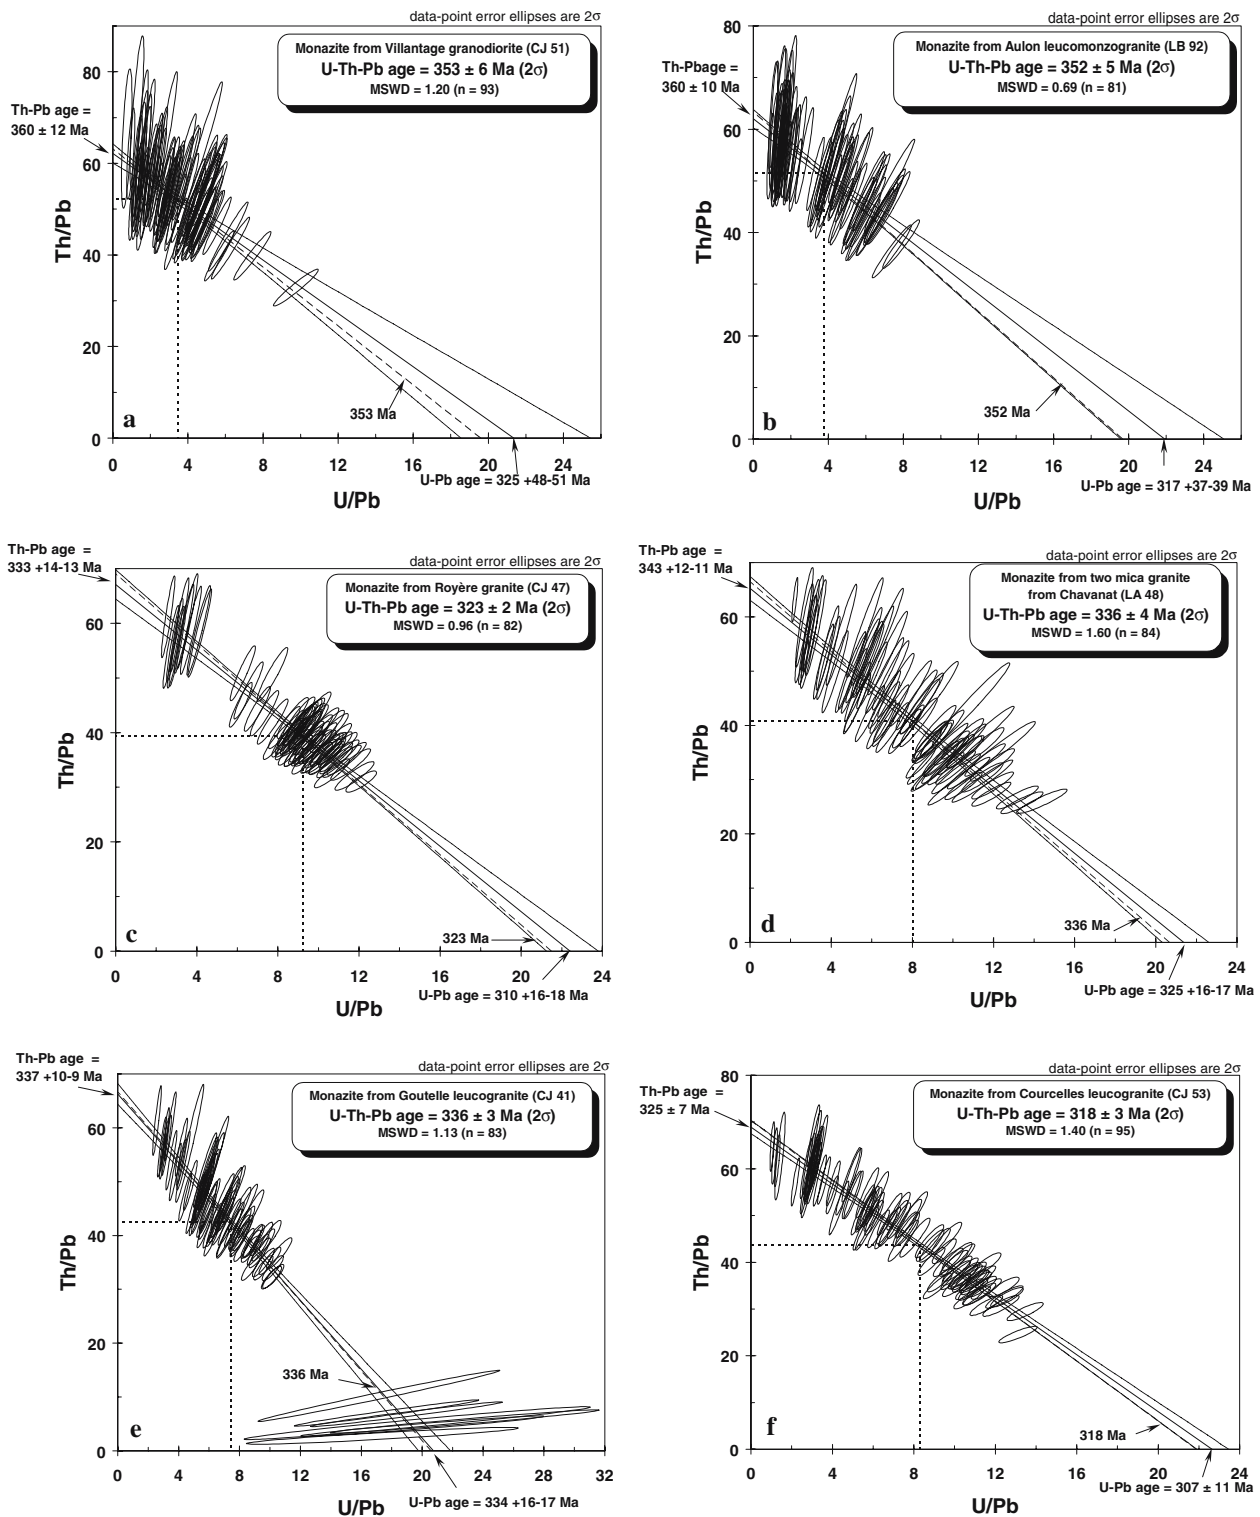 data-point error ellipses are 2σ
Monazite from Villantage granodiorite (CJ 51)
U-Th-Pb age = 353 ± 6 Ma (2σ)
MSWD = 1.20 (n = 93)
Th-Pb age =
360 ± 12 Ma
80
60
40
20
0
Th/Pb
a
353 Ma
0 4 8 12 16 20 24
U-Pb age = 325 +48-51 Ma
U/Pb
data-point error ellipses are 2σ
Monazite from Aulon leucomonzogranite (LB 92)
U-Th-Pb age = 352 ± 5 Ma (2σ)
MSWD = 0.69 (n = 81)
Th-Pbage =
360 ± 10 Ma
80
60
40
20
0
Th/Pb
b
352 Ma
0 4 8 12 16 20 24
U-Pb age = 317 +37-39 Ma
U/Pb
data-point error ellipses are 2σ
Monazite from Royère granite (CJ 47)
U-Th-Pb age = 323 ± 2 Ma (2σ)
MSWD = 0.96 (n = 82)
Th-Pb age =
333 +14-13 Ma
60
40
20
0
Th/Pb
c
323 Ma
0 4 8 12 16 20 24
U-Pb age = 310 +16-18 Ma
U/Pb
data-point error ellipses are 2σ
Monazite from two mica granite
from Chavanat (LA 48)
U-Th-Pb age = 336 ± 4 Ma (2σ)
MSWD = 1.60 (n = 84)
Th-Pb age =
343 +12-11 Ma
60
40
20
0
Th/Pb
d
336 Ma
0 4 8 12 16 20 24
U-Pb age = 325 +16-17 Ma
U/Pb
data-point error ellipses are 2σ
Monazite from Goutelle leucogranite (CJ 41)
U-Th-Pb age = 336 ± 3 Ma (2σ)
MSWD = 1.13 (n = 83)
Th-Pb age =
337 +10-9 Ma
60
40
20
0
Th/Pb
e
336 Ma
0 4 8 12 16 20 24 28 32
U-Pb age = 334 +16-17 Ma
U/Pb
data-point error ellipses are 2σ
Monazite from Courcelles leucogranite (CJ 53)
U-Th-Pb age = 318 ± 3 Ma (2σ)
MSWD = 1.40 (n = 95)
Th-Pb age =
325 ± 7 Ma
80
60
40
20
0
Th/Pb
f
318 Ma
0 4 8 12 16 20 24
U-Pb age = 307 ± 11 Ma
U/Pb